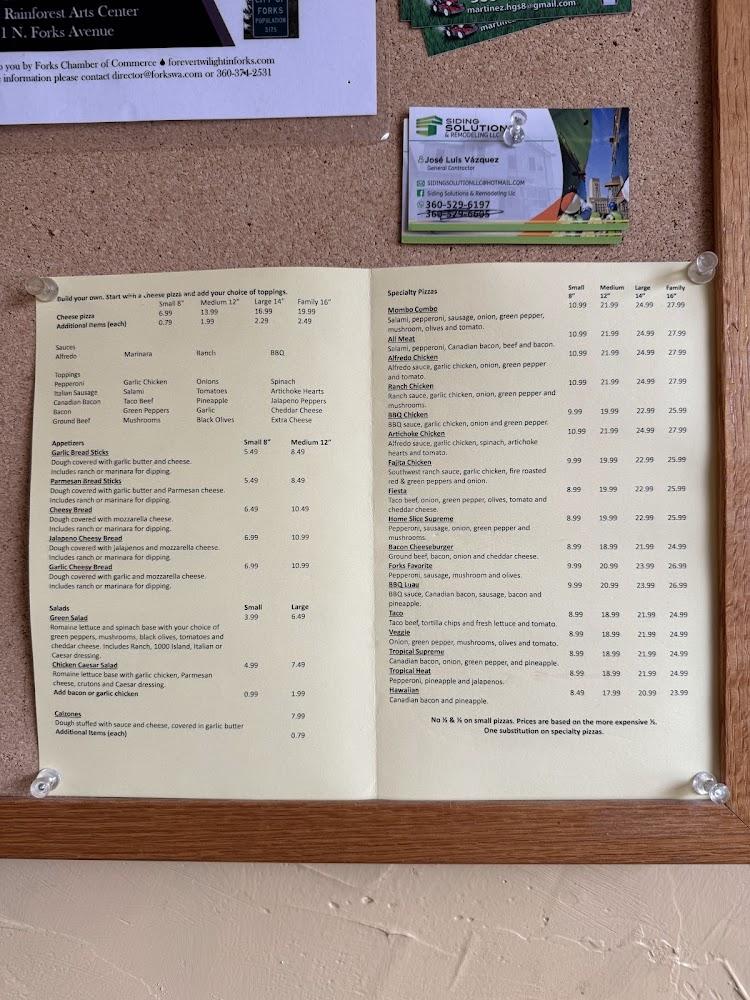 Rainforest Arts Center
1 N. Forks Avenue
CITY OF
FORKS
POPULATION
3175
o you by Forks Chamber of Commerce forevertwilightinforks.com
information please contact director@forkswa.com or 360-374-2531
martinez.hgs8@gmail.com
SIDING
SOLUTION
& REMODELING LLC
José Luis Vázquez
General Contractor
SIDINGSOLUTIONLLC@HOTMAIL.COM
Siding Solutions & Remodeling Llc
360-529-6197
360-529-6605
Build your own. Start with a cheese pizza and add your choice of toppings.
Small 8" Medium 12" Large 14" Family 16"
Cheese pizza 6.99 13.99 16.99 19.99
Additional Items (each) 0.79 1.99 2.29 2.49
Sauces
Alfredo Marinara Ranch BBQ
Toppings
Pepperoni Garlic Chicken Onions Spinach
Italian Sausage Salami Tomatoes Artichoke Hearts
Canadian Bacon Taco Beef Pineapple Jalapeno Peppers
Bacon Green Peppers Garlic Cheddar Cheese
Ground Beef Mushrooms Black Olives Extra Cheese
Appetizers Small 8" Medium 12"
Garlic Bread Sticks 5.49 8.49
Dough covered with garlic butter and cheese.
Includes ranch or marinara for dipping.
Parmesan Bread Sticks 5.49 8.49
Dough covered with garlic butter and Parmesan cheese.
Includes ranch or marinara for dipping.
Cheesy Bread 6.49 10.49
Dough covered with mozzarella cheese.
Includes ranch or marinara for dipping.
Jalapeno Cheesy Bread 6.99 10.99
Dough covered with jalapenos and mozzarella cheese.
Includes ranch or marinara for dipping.
Garlic Cheesy Bread 6.99 10.99
Dough covered with garlic and mozzarella cheese.
Includes ranch or marinara for dipping.
Salads Small Large
Green Salad 3.99 6.49
Romaine lettuce and spinach base with your choice of
green peppers, mushrooms, black olives, tomatoes and
cheddar cheese. Includes Ranch, 1000 Island, Italian or
Caesar dressing.
Chicken Caesar Salad 4.99 7.49
Romaine lettuce base with garlic chicken, Parmesan
cheese, crutons and Caesar dressing.
Add bacon or garlic chicken 0.99 1.99
Calzones 7.99
Dough stuffed with sauce and cheese, covered in garlic butter
Additional Items (each) 0.79
Specialty Pizzas Small Medium Large Family
8" 12" 14" 16"
Mombo Combo 10.99 21.99 24.99 27.99
Salami, pepperoni, sausage, onion, green pepper,
mushroom, olives and tomato.
All Meat 10.99 21.99 24.99 27.99
Salami, pepperoni, Canadian bacon, beef and bacon.
Alfredo Chicken 10.99 21.99 24.99 27.99
Alfredo sauce, garlic chicken, onion, green pepper
and tomato.
Ranch Chicken 10.99 21.99 24.99 27.99
Ranch sauce, garlic chicken, onion, green pepper and
mushrooms.
BBQ Chicken 9.99 19.99 22.99 25.99
BBQ sauce, garlic chicken, onion and green pepper.
Artichoke Chicken 10.99 21.99 24.99 27.99
Alfredo sauce, garlic chicken, spinach, artichoke
hearts and tomato.
Fajita Chicken 9.99 19.99 22.99 25.99
Southwest ranch sauce, garlic chicken, fire roasted
red & green peppers and onion.
Fiesta 8.99 19.99 22.99 25.99
Taco beef, onion, green pepper, olives, tomato and
cheddar cheese.
Home Slice Supreme 8.99 19.99 22.99 25.99
Pepperoni, sausage, onion, green pepper and
mushrooms.
Bacon Cheeseburger 8.99 18.99 21.99 24.99
Ground beef, bacon, onion and cheddar cheese.
Forks Favorite 9.99 20.99 23.99 26.99
Pepperoni, sausage, mushroom and olives.
BBQ Luau 9.99 20.99 23.99 26.99
BBQ sauce, Canadian bacon, sausage, bacon and
pineapple.
Taco 8.99 18.99 21.99 24.99
Taco beef, tortilla chips and fresh lettuce and tomato.
Veggie 8.99 18.99 21.99 24.99
Onion, green pepper, mushrooms, olives and tomato.
Tropical Supreme 8.99 18.99 21.99 24.99
Canadian bacon, onion, green pepper, and pineapple.
Tropical Heat 8.99 18.99 21.99 24.99
Pepperoni, pineapple and jalapenos.
Hawaiian 8.49 17.99 20.99 23.99
Canadian bacon and pineapple.
No ½ & ½ on small pizzas. Prices are based on the more expensive ½.
One substitution on specialty pizzas.